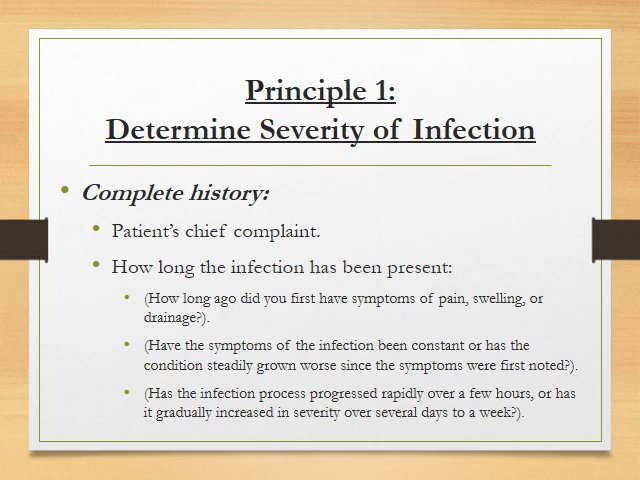 Principle 1:
Determine Severity of Infection
• Complete history:
• Patient’s chief complaint.
• How long the infection has been present:
• (How long ago did you first have symptoms of pain, swelling, or
drainage?).
• (Have the symptoms of the infection been constant or has the
condition steadily grown worse since the symptoms were first noted?).
• (Has the infection process progressed rapidly over a few hours, or has
it gradually increased in severity over several days to a week?).